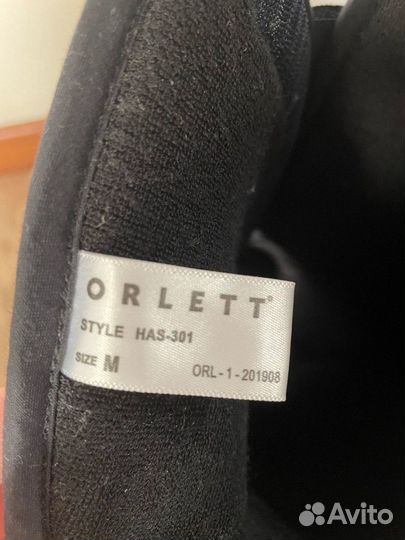 ORLETT®
STYLE HAS-301
SIZE M ORL-1-201908
Avito